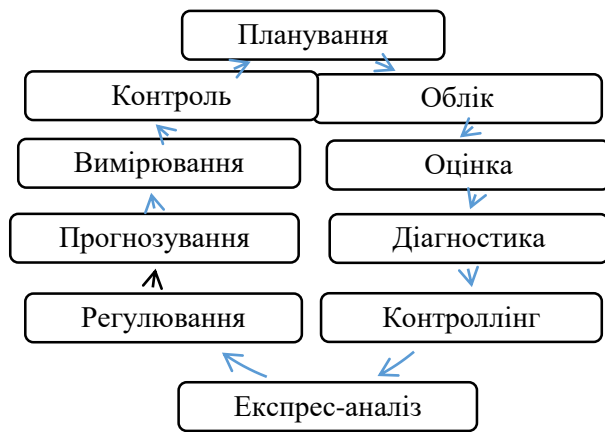 Планування
Контроль
Облік
Вимірювання
Оцінка
Прогнозування
Діагностика
Регулювання
Контроллінг
Експрес-аналіз